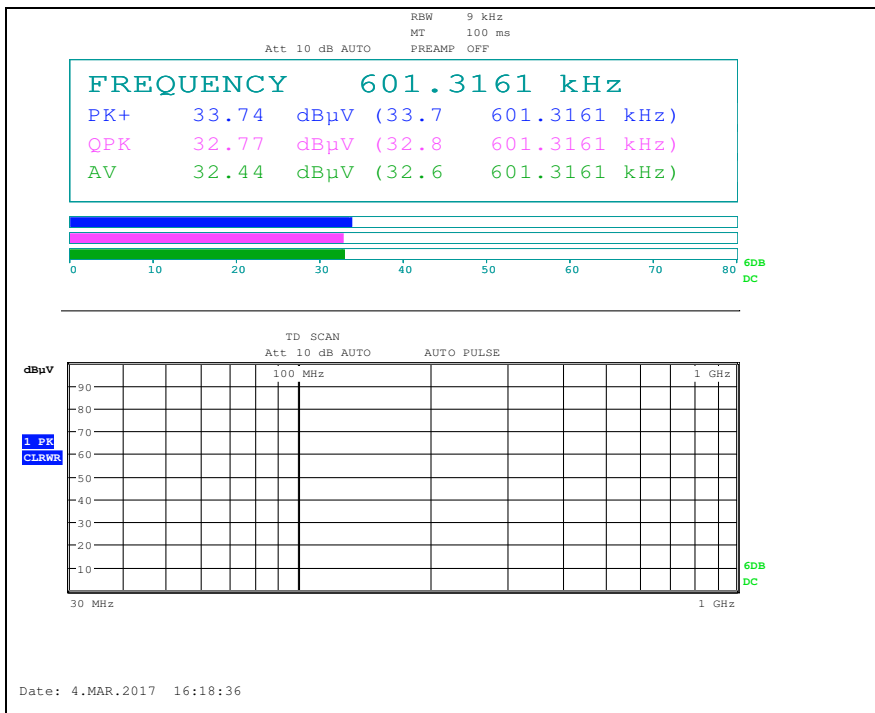 RBW 9 kHz
MT 100 ms
Att 10 dB AUTO PREAMP OFF
FREQUENCY 601.3161 kHz
PK+ 33.74 dBµV (33.7 601.3161 kHz)
QPK 32.77 dBµV (32.8 601.3161 kHz)
AV 32.44 dBµV (32.6 601.3161 kHz)
0 10 20 30 40 50 60 70 80
6DB
DC
TD SCAN
Att 10 dB AUTO AUTO PULSE
dBµV
100 MHz 1 GHz
90
80
70
1 PK
CLRWR
60
50
40
30
20
10
6DB
DC
30 MHz 1 GHz
Date: 4.MAR.2017 16:18:36